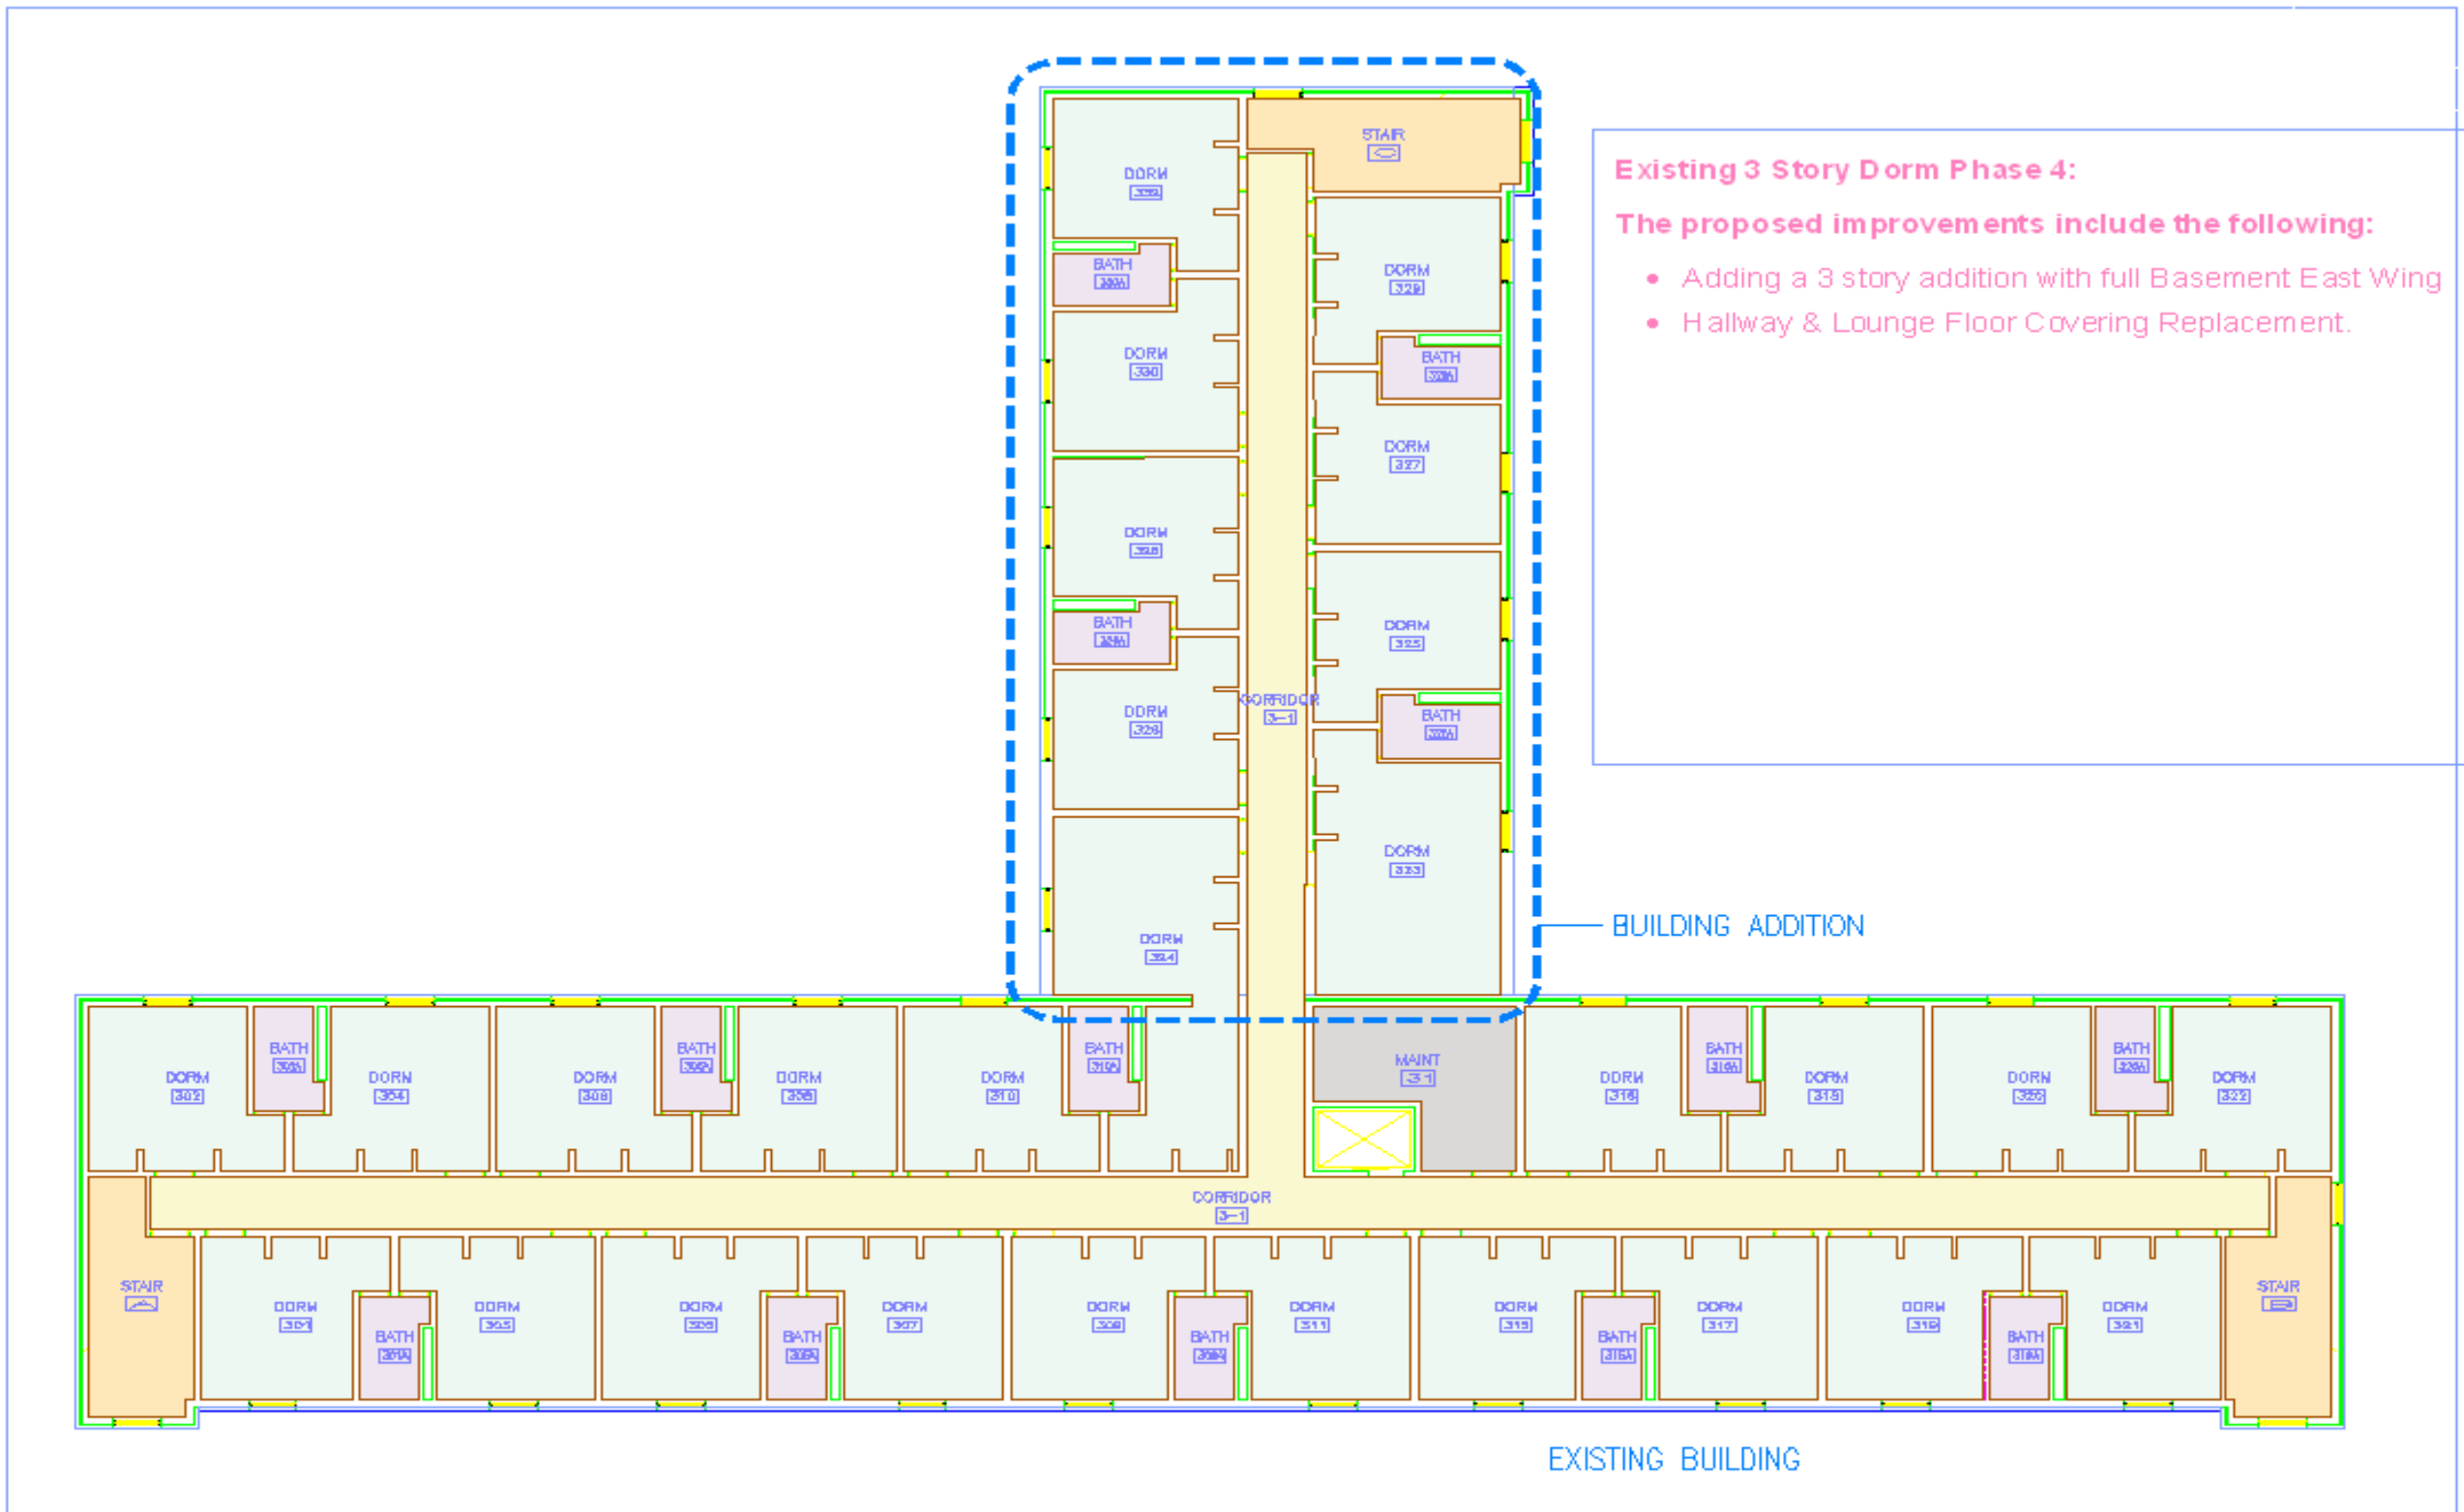 STAIR
Existing 3 Story Dorm Phase 4:
DORM
The proposed improvements include the following:
BATH
DORM
Adding a 3 story addition with full Basement East Wing
329
Hallway & Lounge Floor Covering Replacement.
DORM
330
BATH
DORM
327
DORM
BATH
DORM
325
CORRIDOR
3-1
DORM
BATH
DORM
323
BUILDING ADDITION
DORM
324
BATH
BATH
BATH
MAINT
BATH
BATH
DORM
302
DORM
304
DORM
DORM
DORM
310
DORM
DORM
DORM
DORM
322
CORRIDOR
3-1
STAIR
DORM
301
DORM
DORM
DORM
307
DORM
DORM
311
DORM
DORM
317
DORM
DORM
321
STAIR
BATH
BATH
BATH
BATH
BATH
EXISTING BUILDING